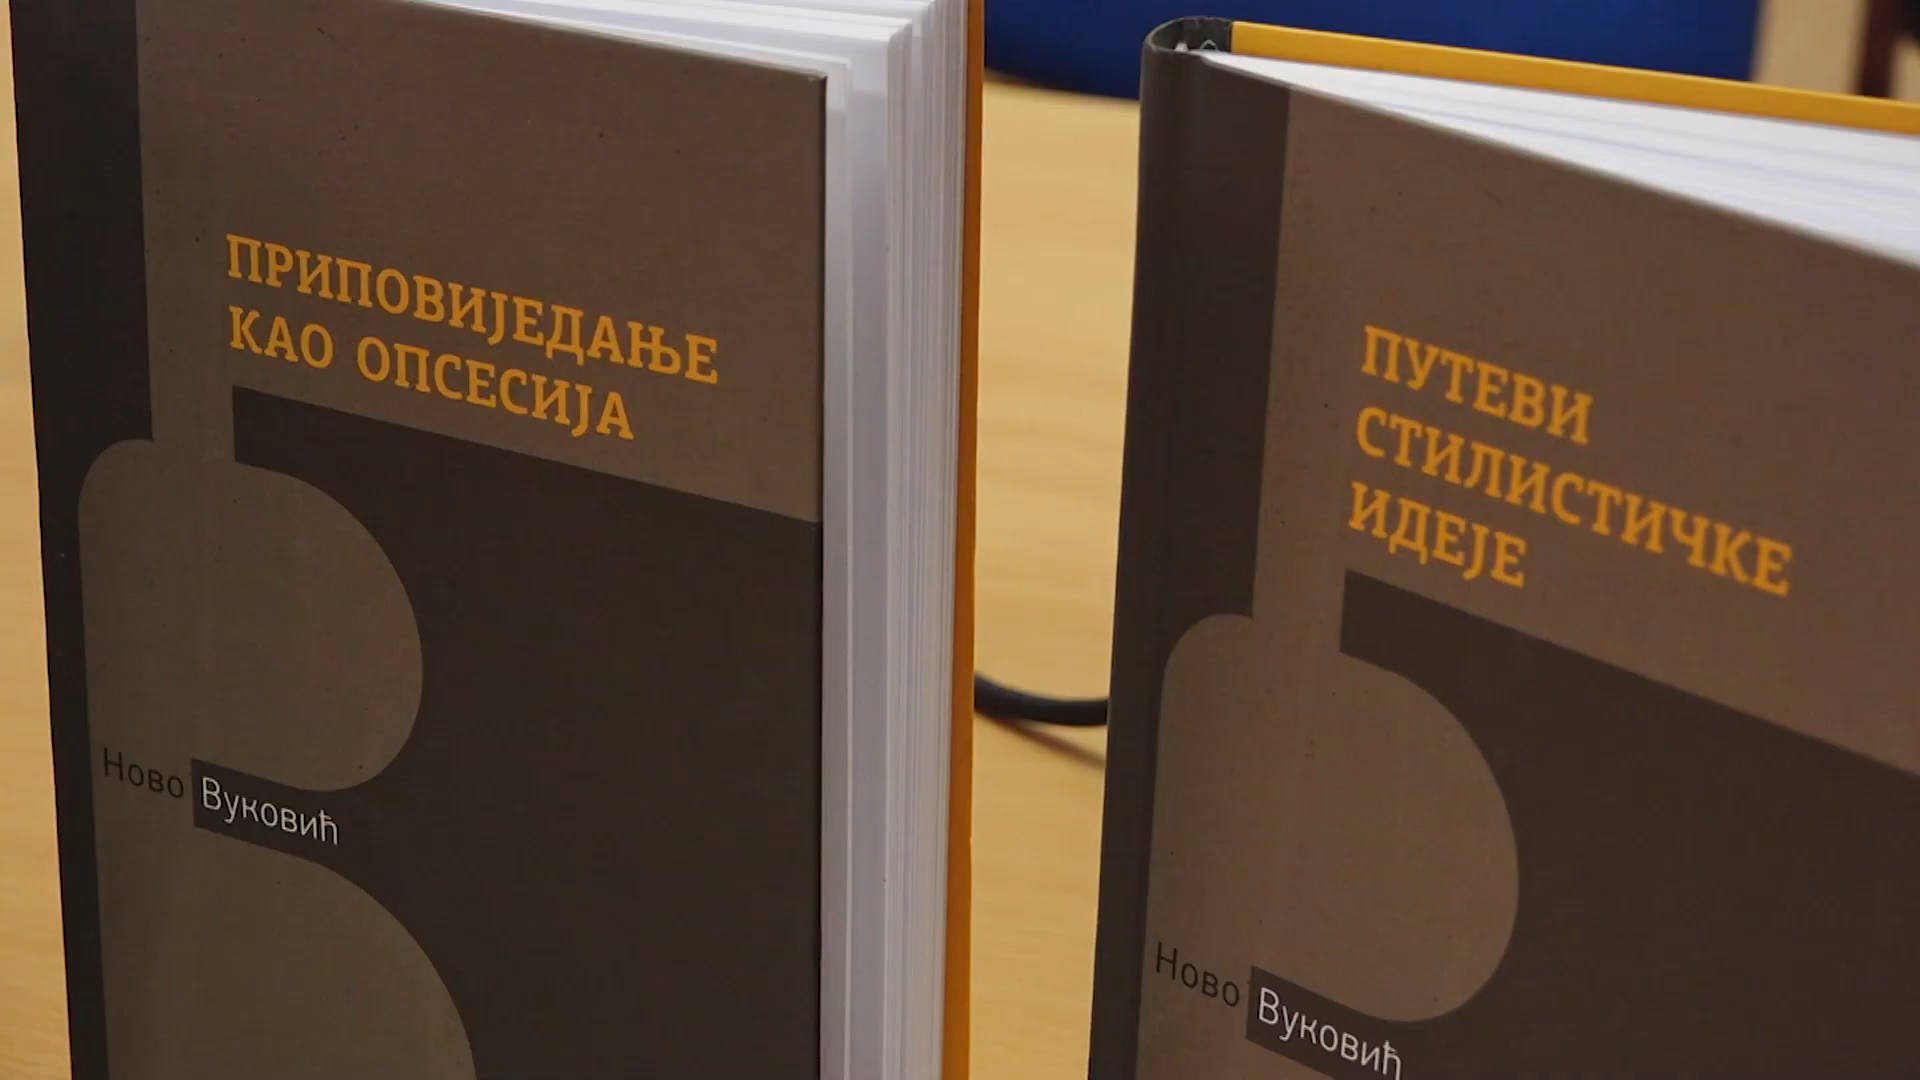 ПРИПОВИЈЕДАЊЕ
КАО ОПСЕСИЈА
Ново Вуковић
ПУТЕВИ
СТИЛИСТИЧКЕ
ИДЕЈЕ
Ново Вуковић